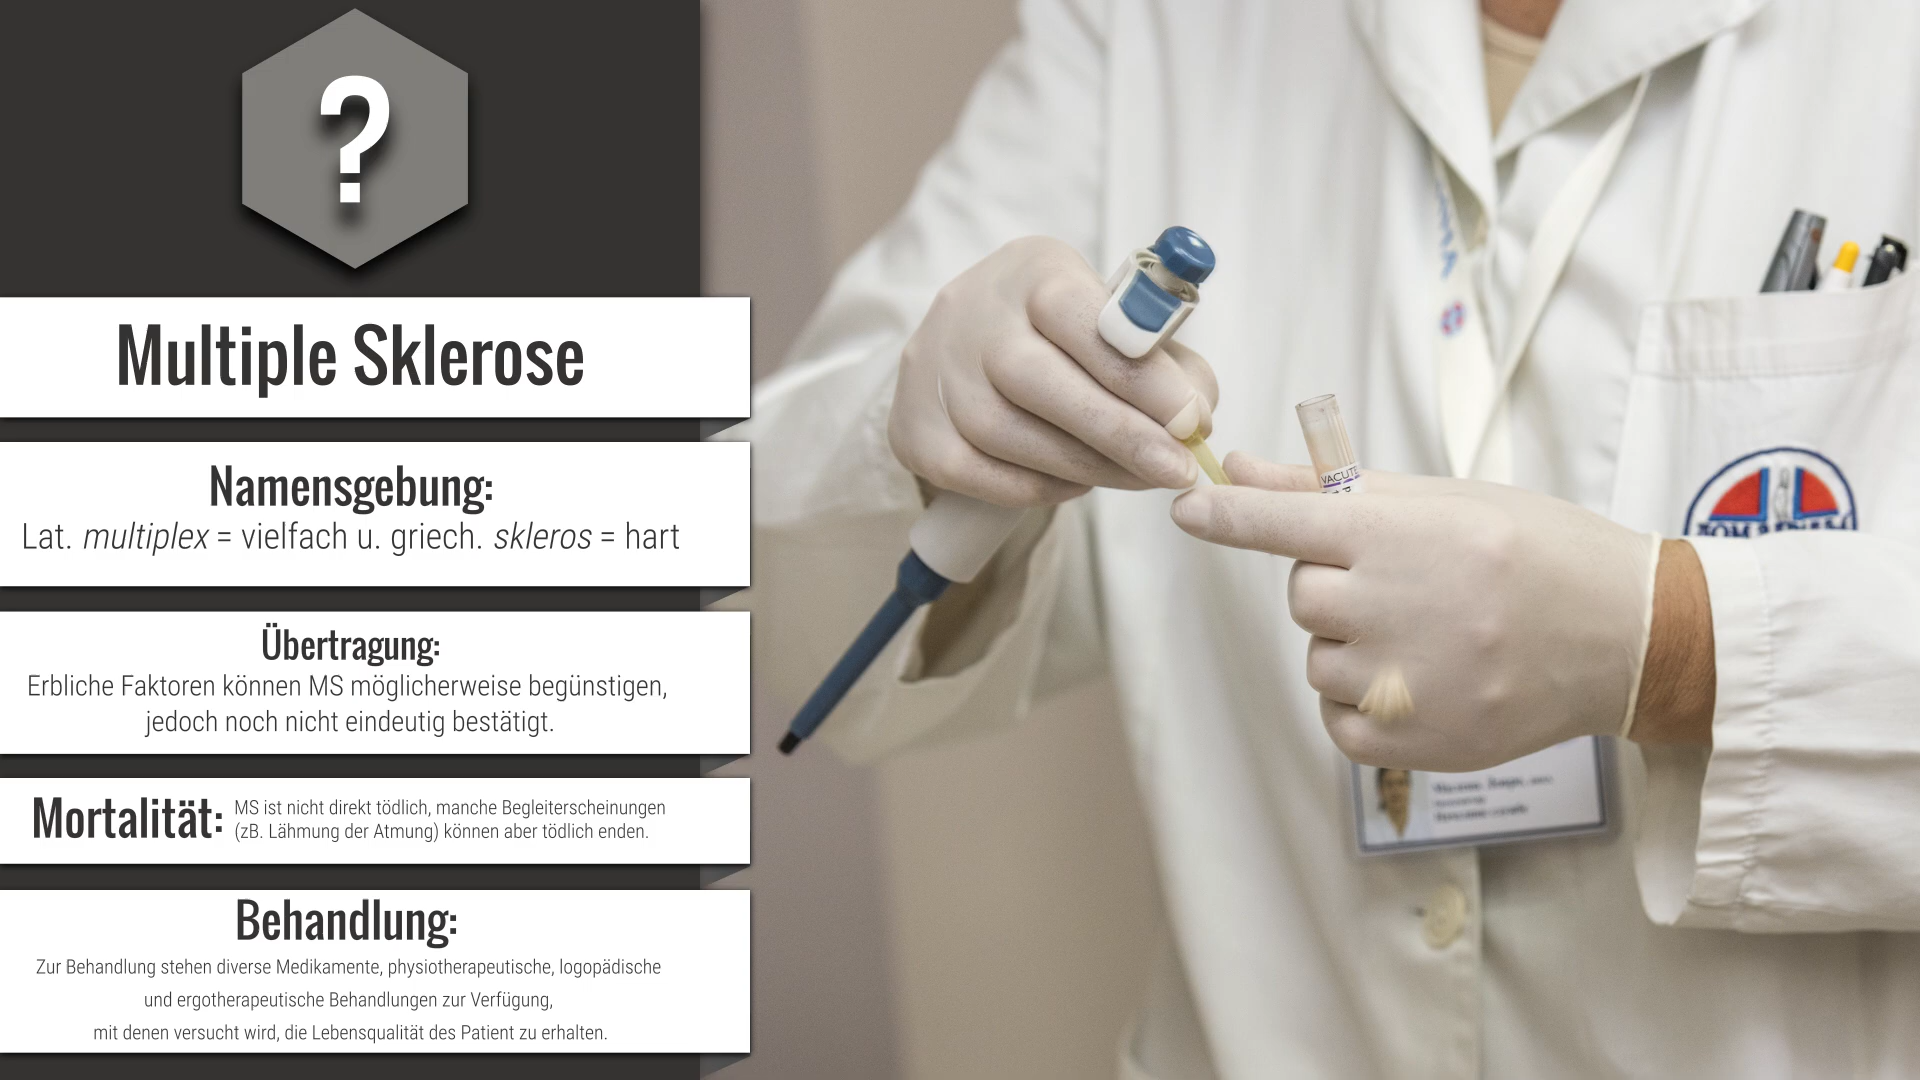 ?
Multiple Sklerose
Namensgebung:
Lat. multiplex = vielfach u. griech. skleros = hart
Übertragung:
Erbliche Faktoren können MS möglicherweise begünstigen,
jedoch noch nicht eindeutig bestätigt.
Mortalität:
MS ist nicht direkt tödlich, manche Begleiterscheinungen
(zB. Lähmung der Atmung) können aber tödlich enden.
Behandlung:
Zur Behandlung stehen diverse Medikamente, physiotherapeutische, logopädische
und ergotherapeutische Behandlungen zur Verfügung,
mit denen versucht wird, die Lebensqualität des Patient zu erhalten.
VACUTE